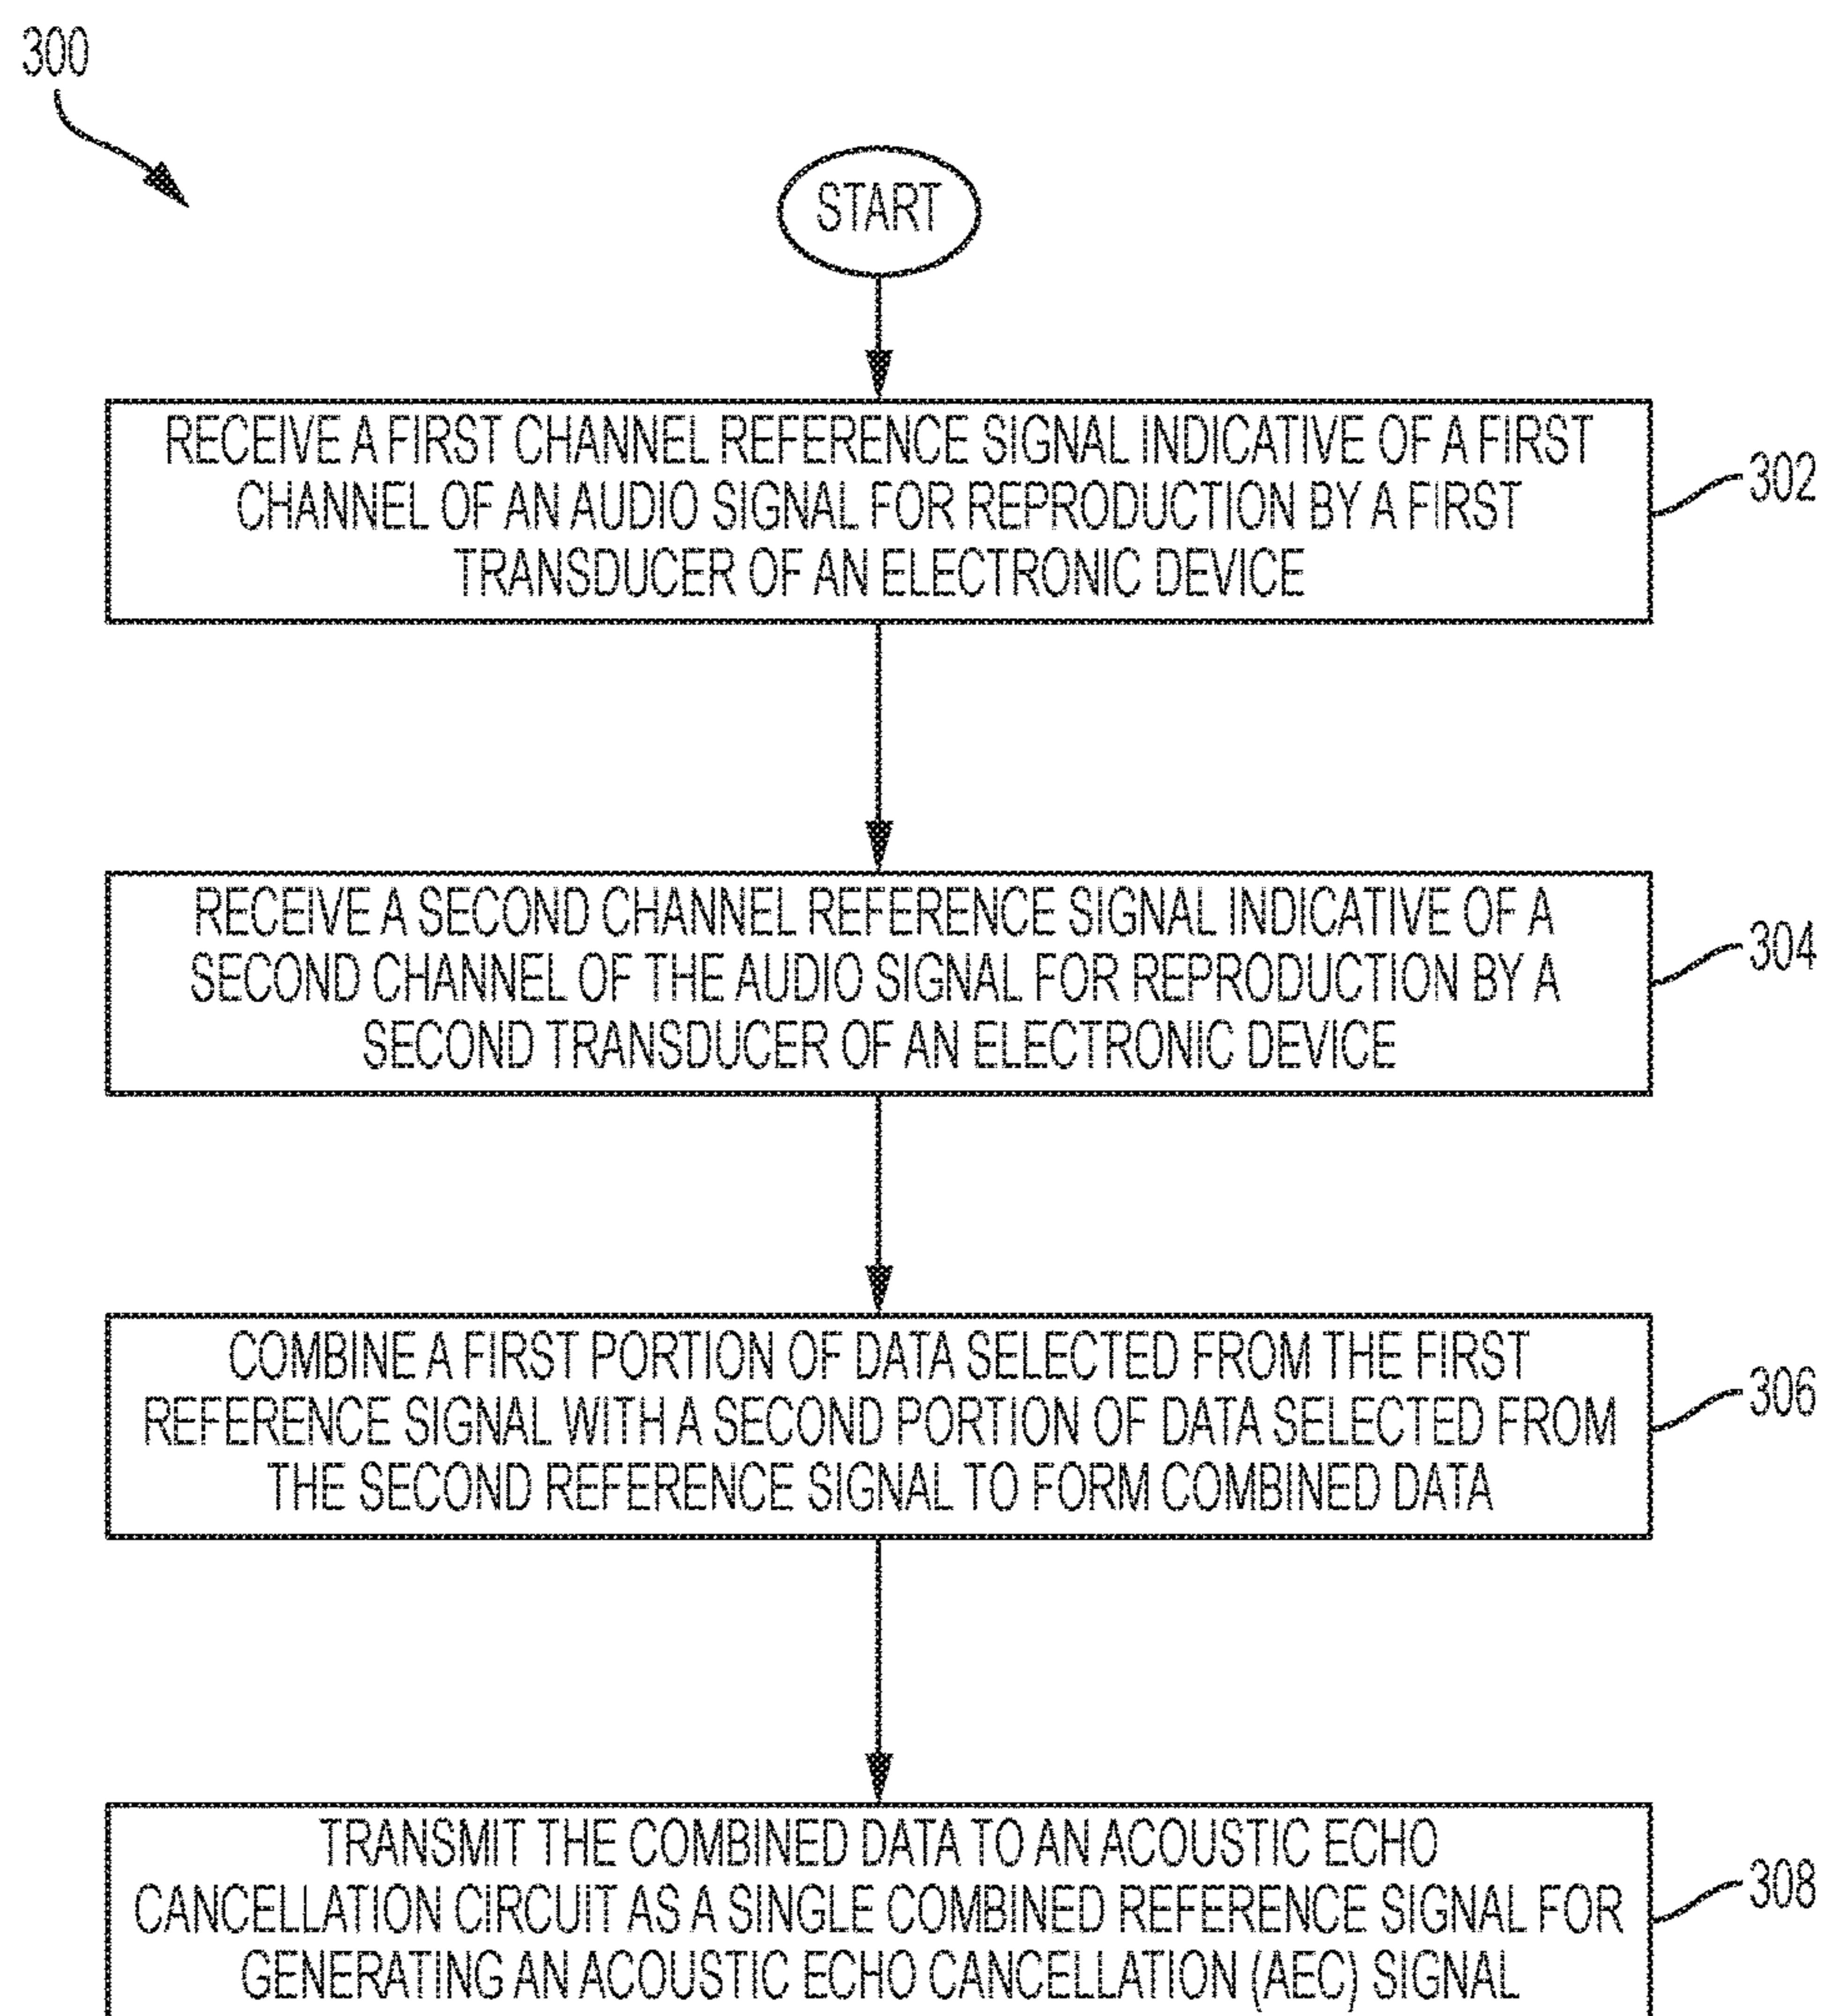 300
START
RECEIVE A FIRST CHANNEL REFERENCE SIGNAL INDICATIVE OF A FIRST
CHANNEL OF AN AUDIO SIGNAL FOR REPRODUCTION BY A FIRST
TRANSDUCER OF AN ELECTRONIC DEVICE
302
RECEIVE A SECOND CHANNEL REFERENCE SIGNAL INDICATIVE OF A
SECOND CHANNEL OF THE AUDIO SIGNAL FOR REPRODUCTION BY A
SECOND TRANSDUCER OF AN ELECTRONIC DEVICE
304
COMBINE A FIRST PORTION OF DATA SELECTED FROM THE FIRST
REFERENCE SIGNAL WITH A SECOND PORTION OF DATA SELECTED FROM
THE SECOND REFERENCE SIGNAL TO FORM COMBINED DATA
306
TRANSMIT THE COMBINED DATA TO AN ACOUSTIC ECHO
CANCELLATION CIRCUIT AS A SINGLE COMBINED REFERENCE SIGNAL FOR
GENERATING AN ACOUSTIC ECHO CANCELLATION (AEC) SIGNAL
308